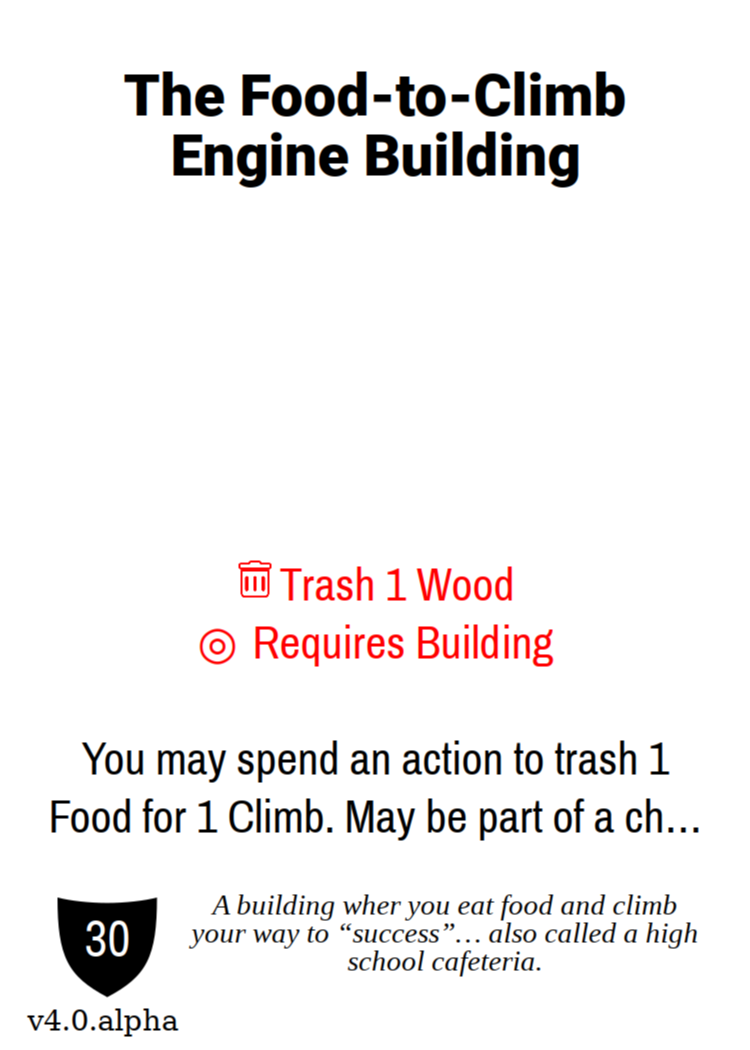 The Food-to-Climb
Engine Building
Trash 1 Wood
Requires Building
You may spend an action to trash 1
Food for 1 Climb. May be part of a ch…
A building wher you eat food and climb
your way to “success”… also called a high
school cafeteria.
30
v4.0.alpha